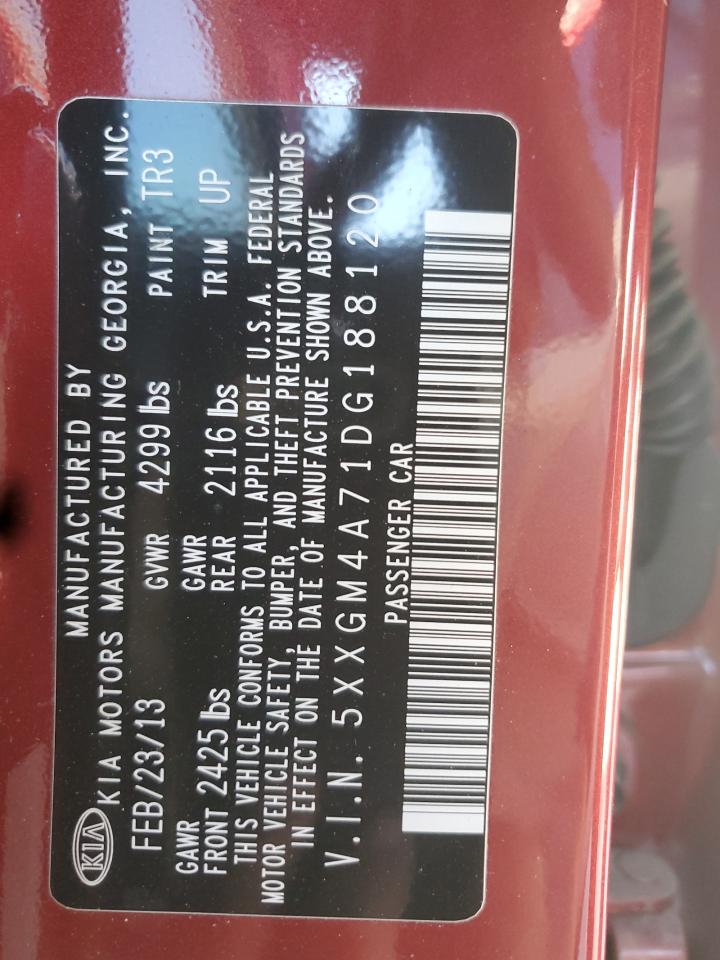 MANUFACTURED BY
KIA KIA MOTORS MANUFACTURING GEORGIA, INC.
FEB/23/13 GVWR 4299 lbs PAINT TR3
GAWR GAWR
FRONT 2425 lbs REAR 2116 lbs TRIM UP
THIS VEHICLE CONFORMS TO ALL APPLICABLE U.S.A. FEDERAL
MOTOR VEHICLE SAFETY, BUMPER, AND THEFT PREVENTION STANDARDS
IN EFFECT ON THE DATE OF MANUFACTURE SHOWN ABOVE.
V.I.N. 5XXGM4A71DG188120
PASSENGER CAR